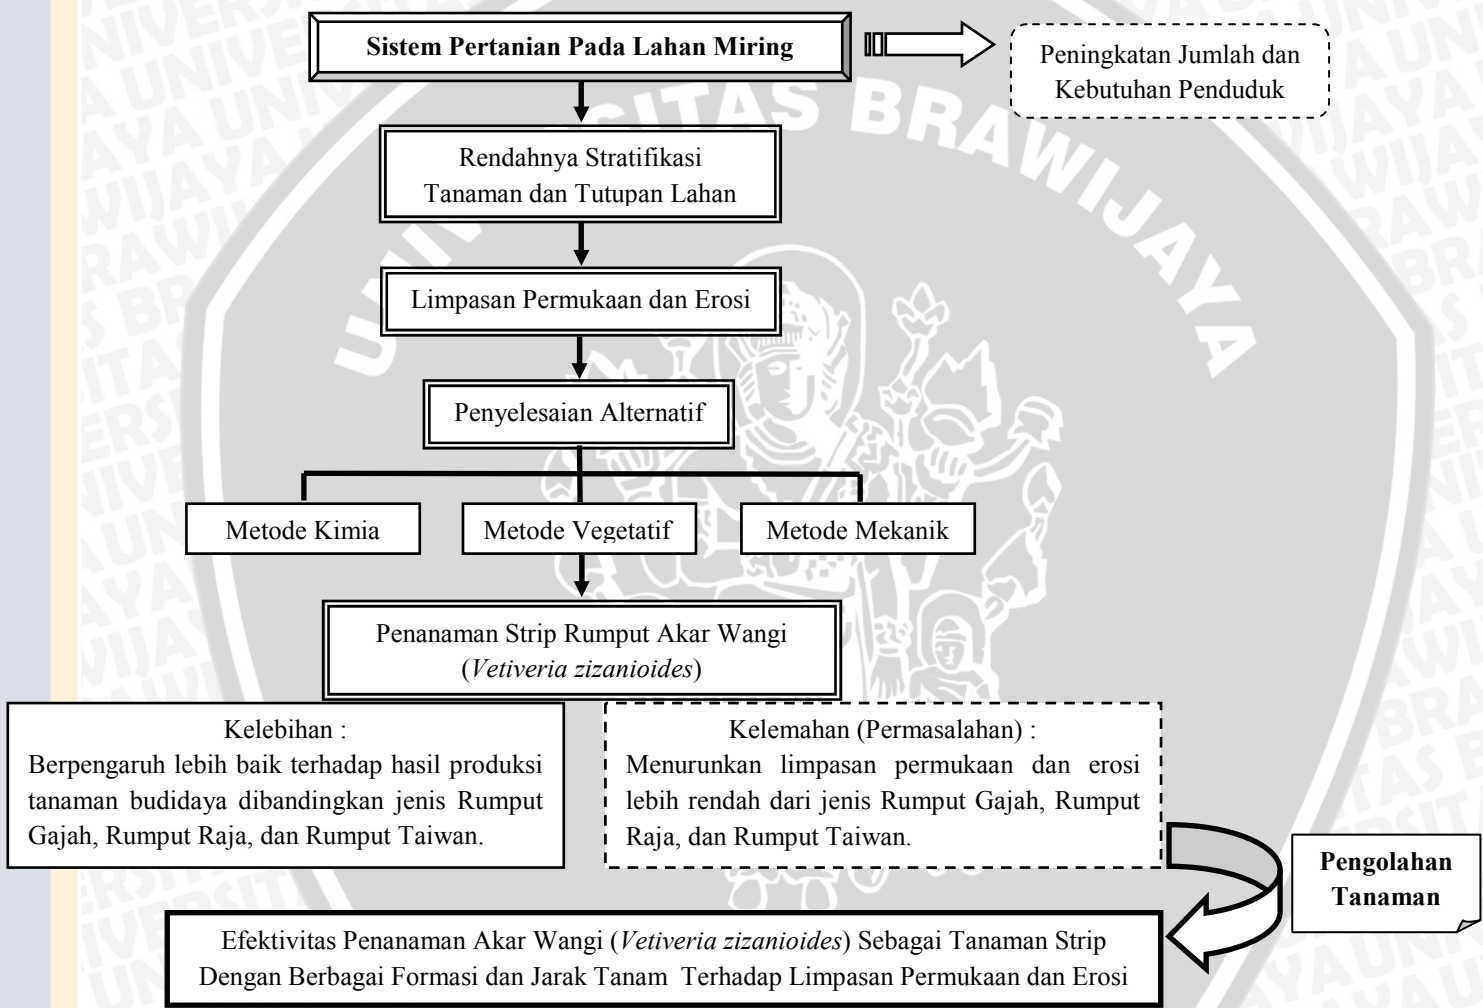 Sistem Pertanian Pada Lahan Miring
Peningkatan Jumlah dan
Kebutuhan Penduduk
Rendahnya Stratifikasi
Tanaman dan Tutupan Lahan
Limpasan Permukaan dan Erosi
Penyelesaian Alternatif
Metode Kimia
Metode Vegetatif
Metode Mekanik
Penanaman Strip Rumput Akar Wangi
(Vetiveria zizanioides)
Kelebihan :
Berpengaruh lebih baik terhadap hasil produksi
tanaman budidaya dibandingkan jenis Rumput
Gajah, Rumput Raja, dan Rumput Taiwan.
Kelemahan (Permasalahan) :
Menurunkan limpasan permukaan dan erosi
lebih rendah dari jenis Rumput Gajah, Rumput
Raja, dan Rumput Taiwan.
Pengolahan
Tanaman
Efektivitas Penanaman Akar Wangi (Vetiveria zizanioides) Sebagai Tanaman Strip
Dengan Berbagai Formasi dan Jarak Tanam Terhadap Limpasan Permukaan dan Erosi